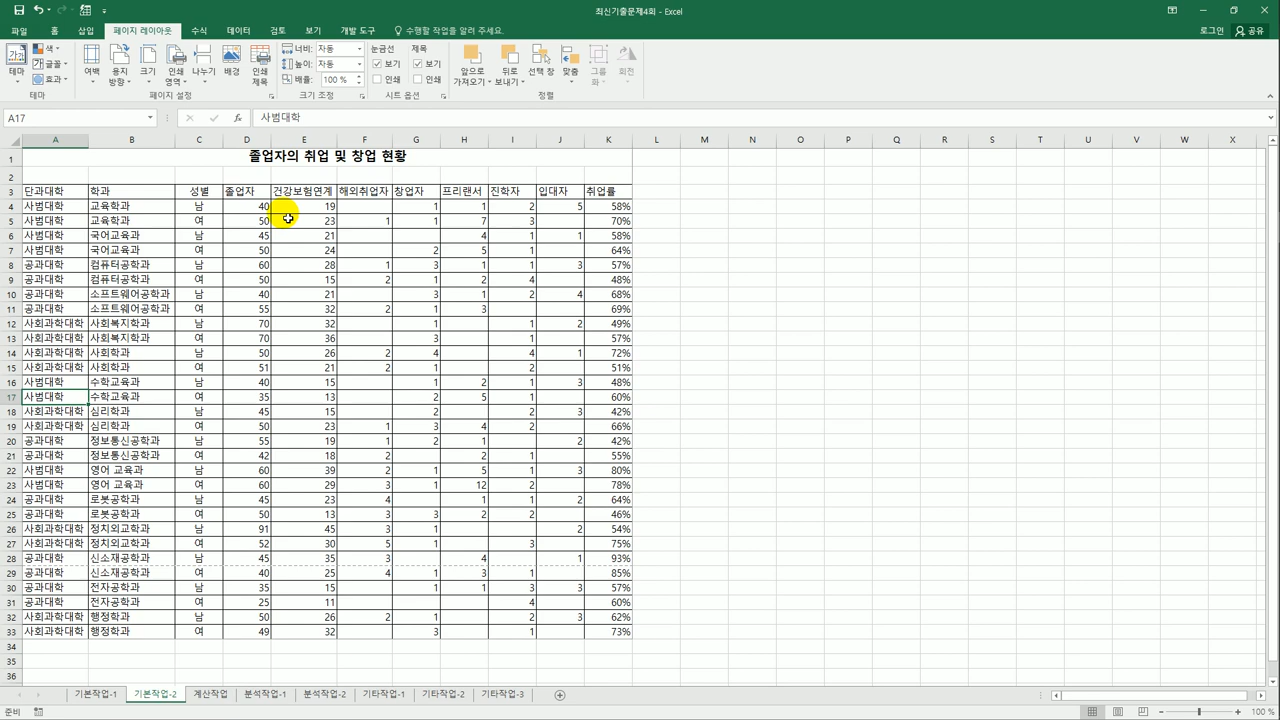 최신기출문제4회 - Excel
파일 홈 삽입 페이지 레이아웃 수식 데이터 검토 보기 개발 도구 수행할 작업을 알려 주세요. 로그인 공유
테마 색 글꼴 효과 여백 용지 방향 크기 인쇄 영역 나누기 배경 인쇄 제목 너비: 자동 높이: 자동 배율: 100 % 눈금선 보기 인쇄 제목 보기 인쇄 앞으로 가져오기 뒤로 보내기 선택 창 맞춤 그룹화 회전
테마 페이지 설정 크기 조정 시트 옵션 정렬
A17 fx 사범대학
A B C D E F G H I J K L M N O P Q R S T U V W X
1 졸업자의 취업 및 창업 현황
2
3 단과대학 학과 성별 졸업자 건강보험연계 해외취업자 창업자 프리랜서 진학자 입대자 취업률
4 사범대학 교육학과 남 40 19 1 1 2 5 58%
5 사범대학 교육학과 여 50 23 1 1 7 3 70%
6 사범대학 국어교육과 남 45 21 4 1 1 58%
7 사범대학 국어교육과 여 50 24 2 5 1 64%
8 공과대학 컴퓨터공학과 남 60 28 1 3 1 1 3 57%
9 공과대학 컴퓨터공학과 여 50 15 2 1 2 4 48%
10 공과대학 소프트웨어공학과 남 40 21 3 1 2 4 68%
11 공과대학 소프트웨어공학과 여 55 32 2 1 3 69%
12 사회과학대학 사회복지학과 남 70 32 1 1 2 49%
13 사회과학대학 사회복지학과 여 70 36 3 1 57%
14 사회과학대학 사회학과 남 50 26 2 4 4 1 72%
15 사회과학대학 사회학과 여 51 21 2 1 2 51%
16 사범대학 수학교육과 남 40 15 1 2 1 3 48%
17 사범대학 수학교육과 여 35 13 2 5 1 60%
18 사회과학대학 심리학과 남 45 15 2 2 3 42%
19 사회과학대학 심리학과 여 50 23 1 3 4 2 66%
20 공과대학 정보통신공학과 남 55 19 1 2 1 2 42%
21 공과대학 정보통신공학과 여 42 18 2 2 1 55%
22 사범대학 영어 교육과 남 60 39 2 1 5 1 3 80%
23 사범대학 영어 교육과 여 60 29 3 1 12 2 78%
24 공과대학 로봇공학과 남 45 23 4 1 1 2 64%
25 공과대학 로봇공학과 여 50 13 3 3 2 2 46%
26 사회과학대학 정치외교학과 남 91 45 3 1 2 54%
27 사회과학대학 정치외교학과 여 52 30 5 1 3 75%
28 공과대학 신소재공학과 남 45 35 3 4 1 93%
29 공과대학 신소재공학과 여 40 25 4 1 3 1 85%
30 공과대학 전자공학과 남 35 15 1 1 3 3 57%
31 공과대학 전자공학과 여 25 11 4 60%
32 사회과학대학 행정학과 남 50 26 2 1 2 3 62%
33 사회과학대학 행정학과 여 49 32 3 1 73%
34
35
36
기본작업-1 기본작업-2 계산작업 분석작업-1 분석작업-2 기타작업-1 기타작업-2 기타작업-3
준비 100 %